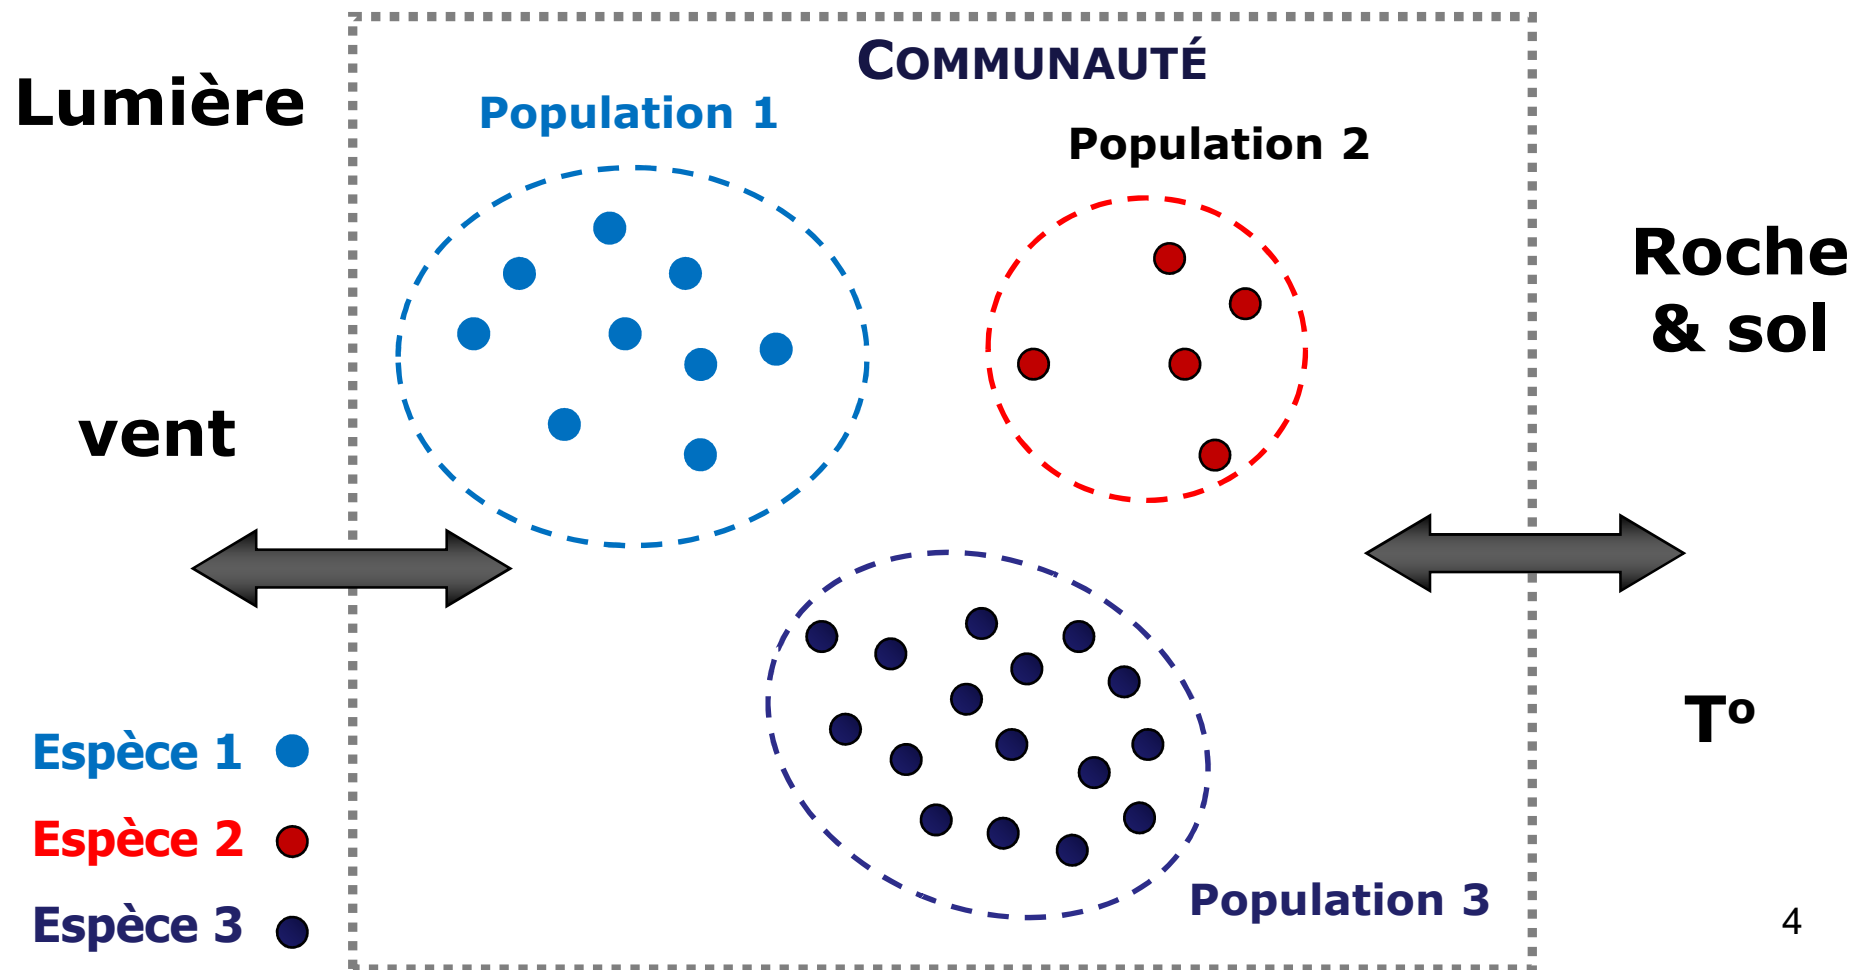 COMMUNAUTÉ
Lumière
Population 1
Population 2
Roche
& sol
vent
Tº
Espèce 1
Espèce 2
Espèce 3
Population 3
4